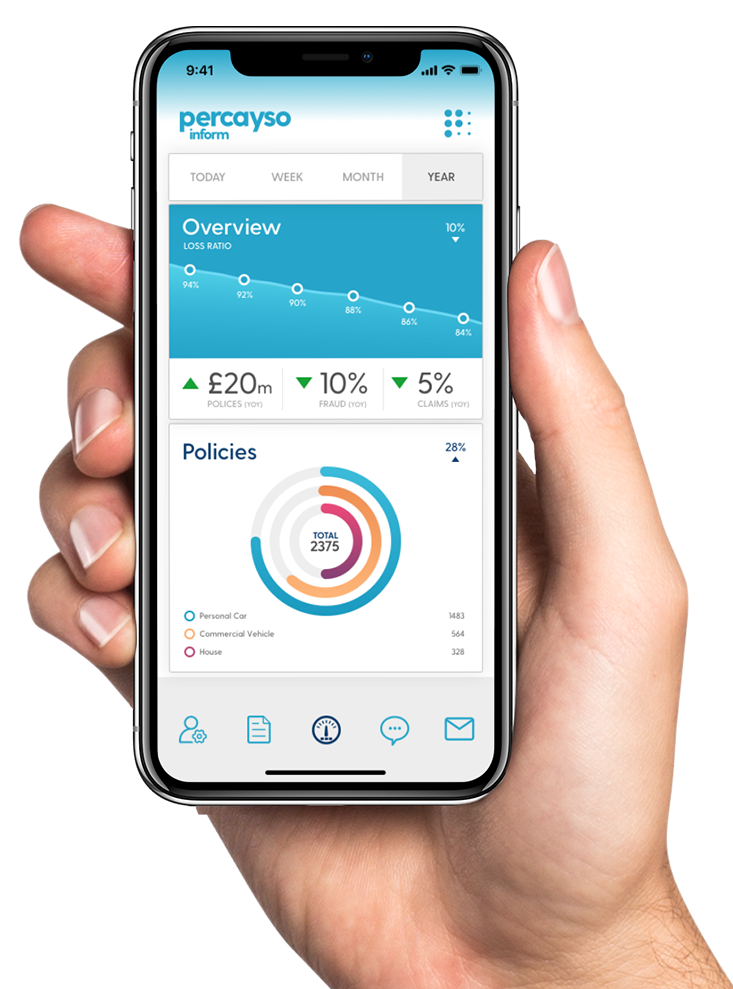 9:41
percayso
inform
TODAY WEEK MONTH YEAR
Overview 10%
LOSS RATIO
94%
92%
90%
88%
86%
84%
£20m 10% 5%
POLICES (YOY) FRAUD (YOY) CLAIMS (YOY)
Policies 28%
TOTAL
2375
Personal Car 1483
Commercial Vehicle 564
House 328